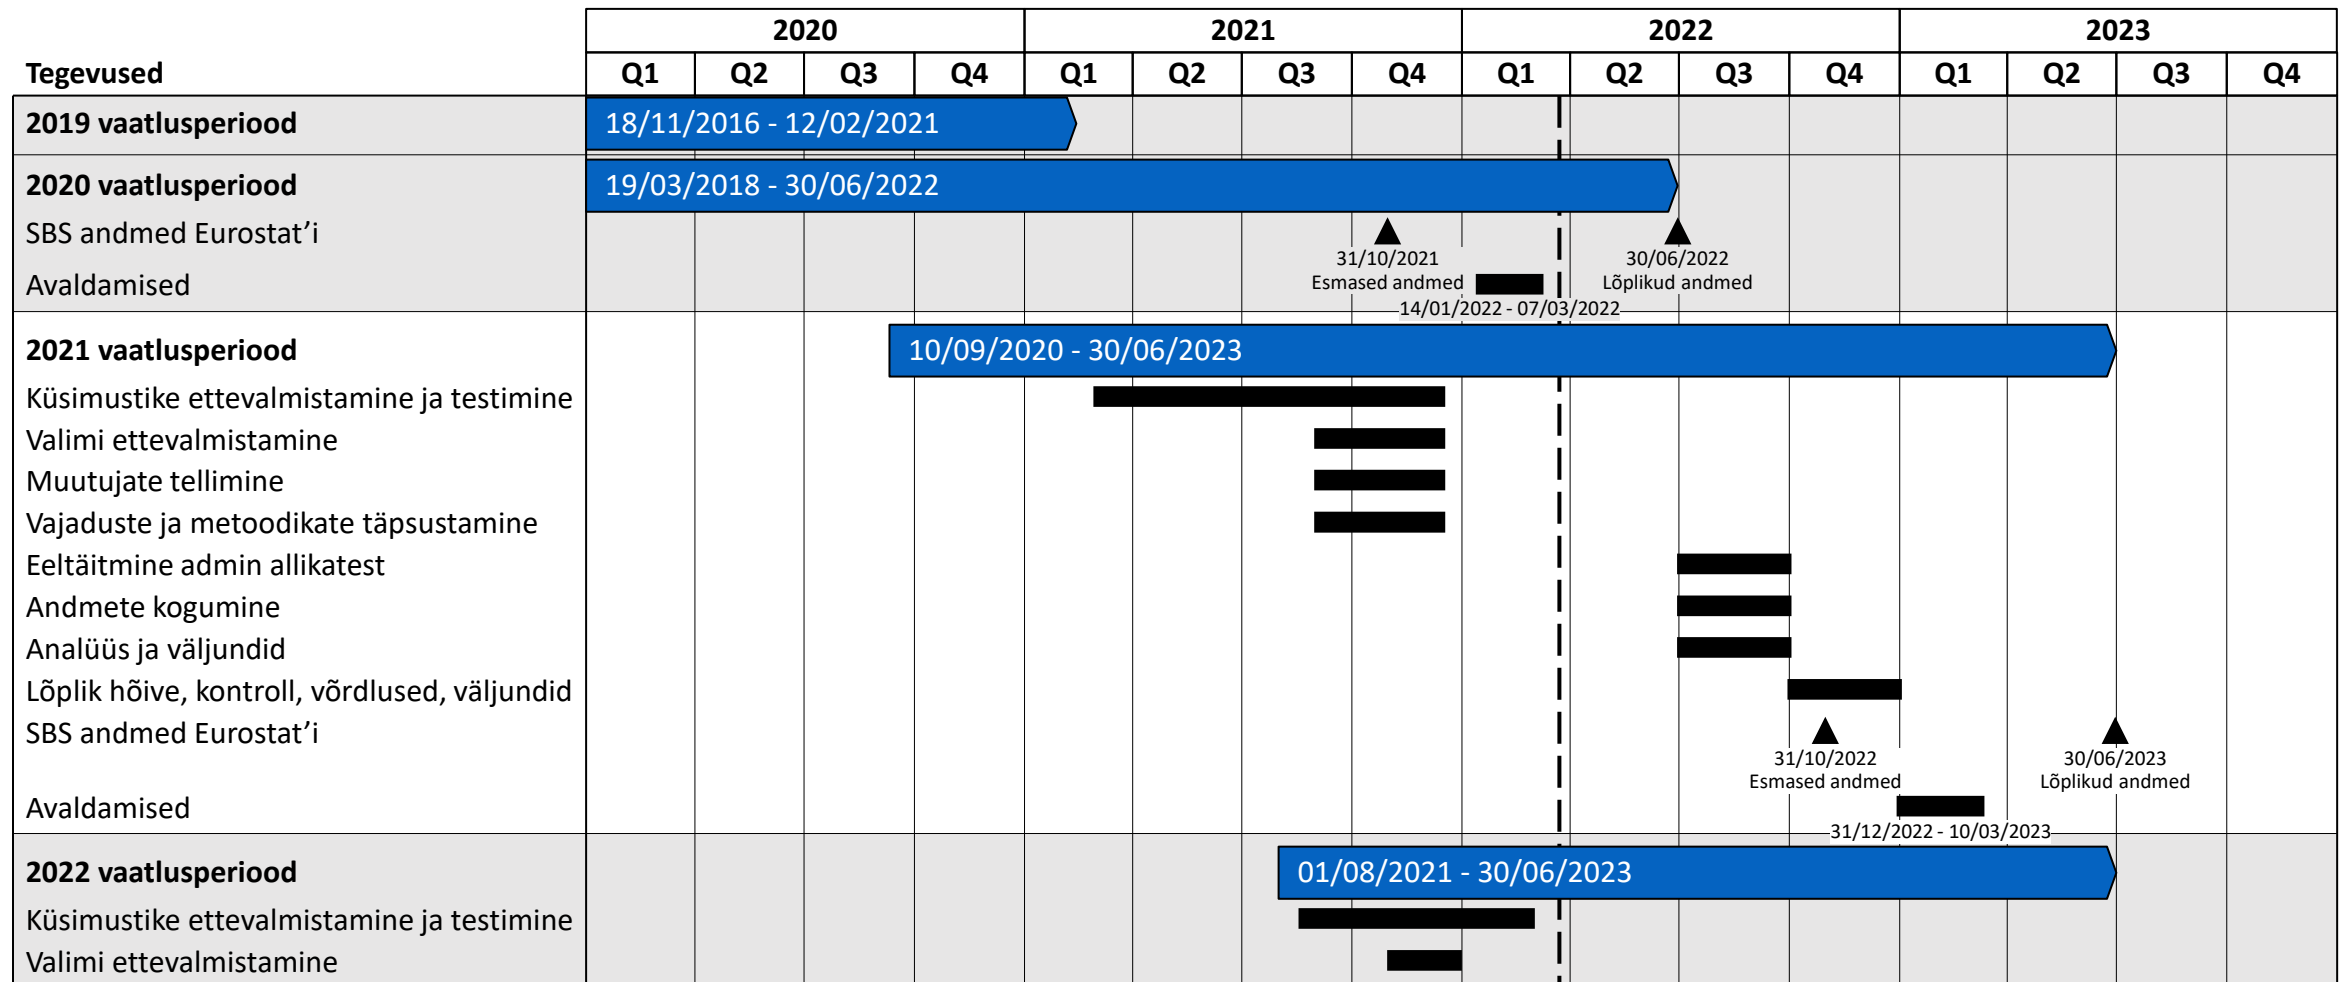 2020 2021 2022 2023
Tegevused Q1 Q2 Q3 Q4 Q1 Q2 Q3 Q4 Q1 Q2 Q3 Q4 Q1 Q2 Q3 Q4
2019 vaatlusperiood 18/11/2016 - 12/02/2021
2020 vaatlusperiood 19/03/2018 - 30/06/2022
SBS andmed Eurostat’i
31/10/2021 30/06/2022
Esmased andmed Lõplikud andmed
Avaldamised
14/01/2022 - 07/03/2022
2021 vaatlusperiood 10/09/2020 - 30/06/2023
Küsimustike ettevalmistamine ja testimine
Valimi ettevalmistamine
Muutujate tellimine
Vajaduste ja metoodikate täpsustamine
Eeltäitmine admin allikatest
Andmete kogumine
Analüüs ja väljundid
Lõplik hõive, kontroll, võrdlused, väljundid
SBS andmed Eurostat’i
31/10/2022 30/06/2023
Esmased andmed Lõplikud andmed
Avaldamised
31/12/2022 - 10/03/2023
2022 vaatlusperiood 01/08/2021 - 30/06/2023
Küsimustike ettevalmistamine ja testimine
Valimi ettevalmistamine